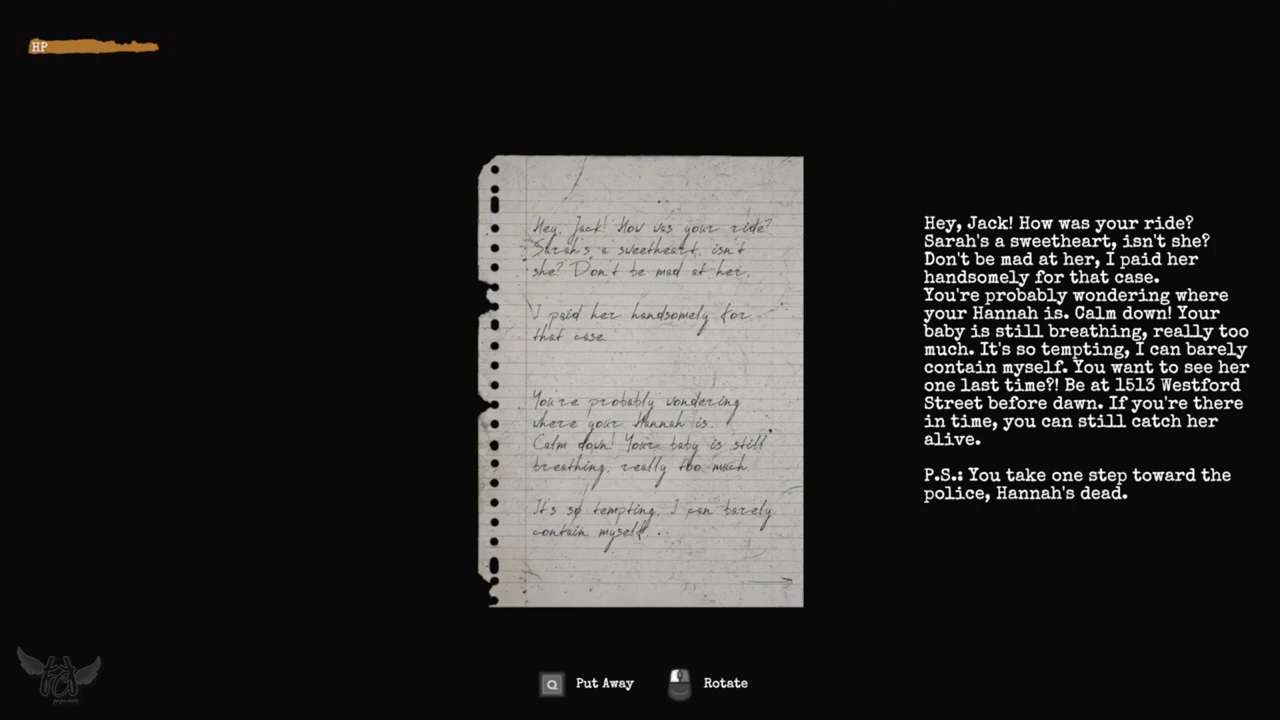 HP
Hey, Jack! How was your ride?
Sarah's a sweetheart, isn't
she? Don't be mad at her,
I paid her handsomely for
that case.
You're probably wondering
where your Hannah is...
Calm down! Your baby is still
breathing, really too much.
It's so tempting, I can barely
contain myself...
Hey, Jack! How was your ride?
Sarah's a sweetheart, isn't she?
Don't be mad at her, I paid her
handsomely for that case.
You're probably wondering where
your Hannah is. Calm down! Your
baby is still breathing, really too
much. It's so tempting, I can barely
contain myself. You want to see her
one last time?! Be at 1513 Westford
Street before dawn. If you're there
in time, you can still catch her
alive.
P.S.: You take one step toward the
police, Hannah's dead.
Q Put Away Rotate